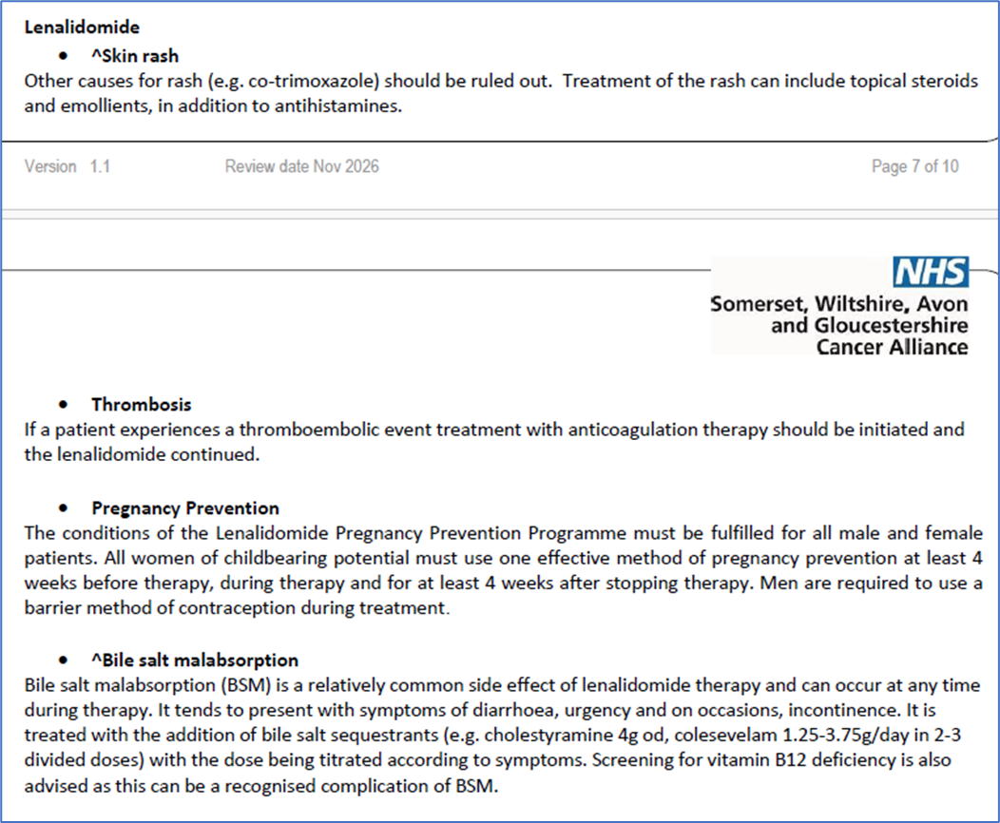 Lenalidomide
• ^Skin rash
Other causes for rash (e.g. co-trimoxazole) should be ruled out.  Treatment of the rash can include topical steroids
and emollients, in addition to antihistamines.
Version 1.1 Review date Nov 2026 Page 7 of 10
NHS
Somerset, Wiltshire, Avon
and Gloucestershire
Cancer Alliance
• Thrombosis
If a patient experiences a thromboembolic event treatment with anticoagulation therapy should be initiated and
the lenalidomide continued.
• Pregnancy Prevention
The conditions of the Lenalidomide Pregnancy Prevention Programme must be fulfilled for all male and female
patients. All women of childbearing potential must use one effective method of pregnancy prevention at least 4
weeks before therapy, during therapy and for at least 4 weeks after stopping therapy. Men are required to use a
barrier method of contraception during treatment.
• ^Bile salt malabsorption
Bile salt malabsorption (BSM) is a relatively common side effect of lenalidomide therapy and can occur at any time
during therapy. It tends to present with symptoms of diarrhoea, urgency and on occasions, incontinence. It is
treated with the addition of bile salt sequestrants (e.g. cholestyramine 4g od, colesevelam 1.25-3.75g/day in 2-3
divided doses) with the dose being titrated according to symptoms. Screening for vitamin B12 deficiency is also
advised as this can be a recognised complication of BSM.